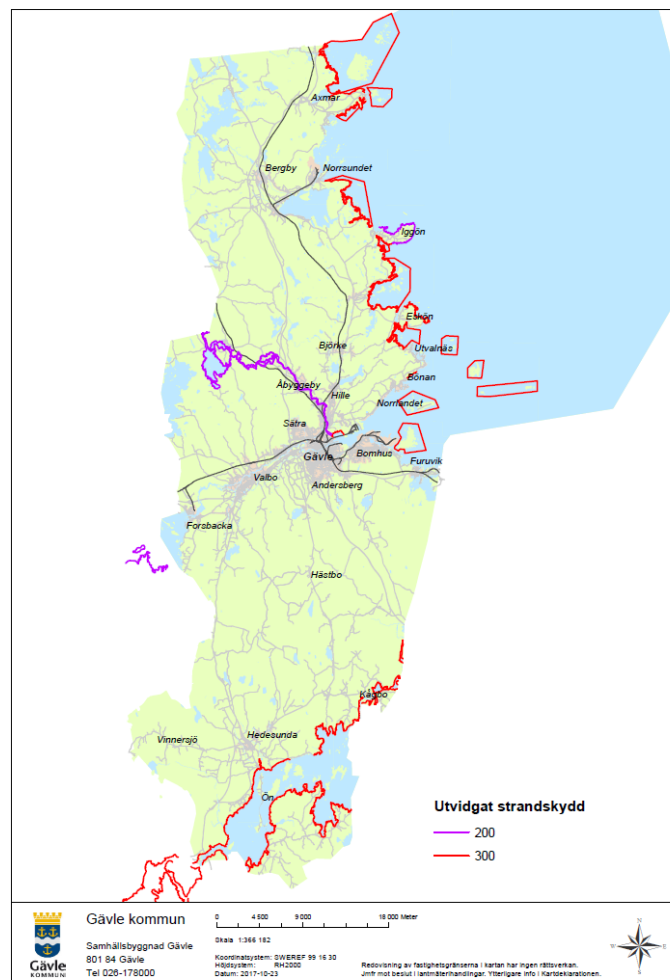 Axmar
Bergby
Norrsundet
Iggön
Eskön
Utvalnäs
Björke
Bönan
Åbyggeby
Hille
Norrlandet
Sätra
Gävle
Bomhus
Furuvik
Valbo
Andersberg
Forsbacka
Hästbo
Kågbo
Hedesunda
Vinnersjö
Ön
Utvidgat strandskydd
200
300
Gävle
KOMMUN
Gävle kommun
Samhällsbyggnad Gävle
801 84 Gävle
Tel 026-178000
0 4 500 9 000 18 000 Meter
Skala 1:366 182
Koordinatsystem: SWEREF 99 16 30
Höjdsystem: RH2000
Datum: 2017-10-23
Redovisning av fastighetsgränserna i kartan har ingen rättsverkan.
Jmfr mot beslut i lantmäterihandlingar. Ytterligare info i Kartdeklarationen.